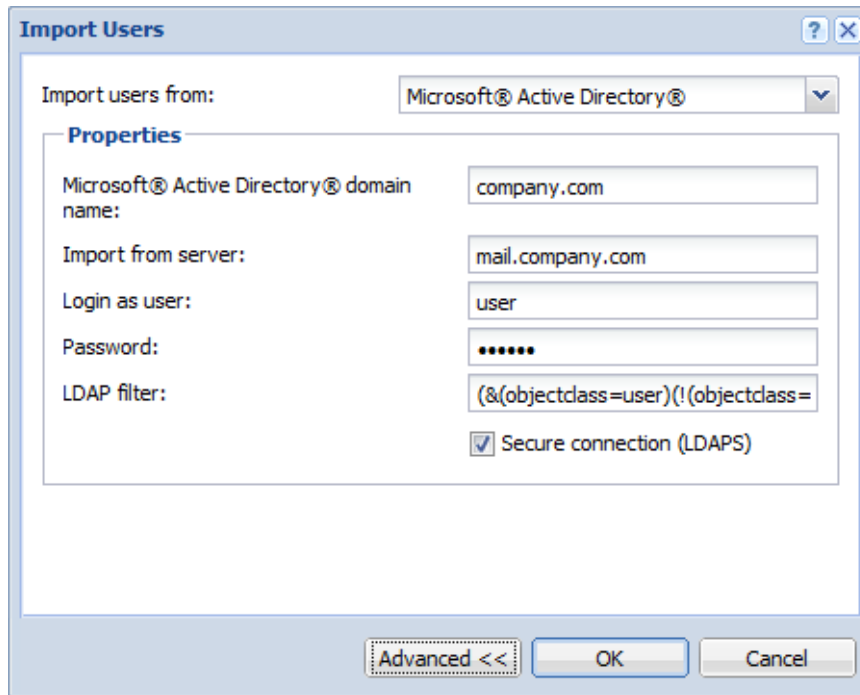 Import Users
Import users from: Microsoft® Active Directory®
Properties
Microsoft® Active Directory® domain
name: company.com
Import from server: mail.company.com
Login as user: user
Password: ••••••
LDAP filter: (&(objectclass=user)(!(objectclass=
Secure connection (LDAPS)
Advanced << OK Cancel